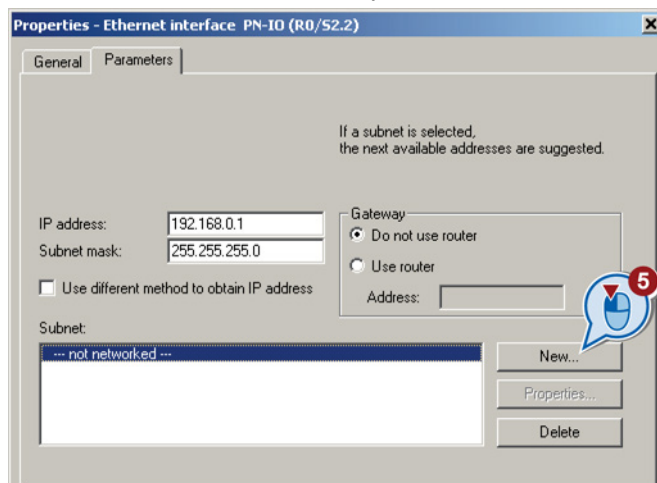 Properties - Ethernet interface PN-IO (R0/S2.2)
General
Parameters
If a subnet is selected,
the next available addresses are suggested.
IP address:
192.168.0.1
Subnet mask:
255.255.255.0
Use different method to obtain IP address
Gateway
Do not use router
Use router
Address:
5
Subnet:
--- not networked ---
New...
Properties...
Delete